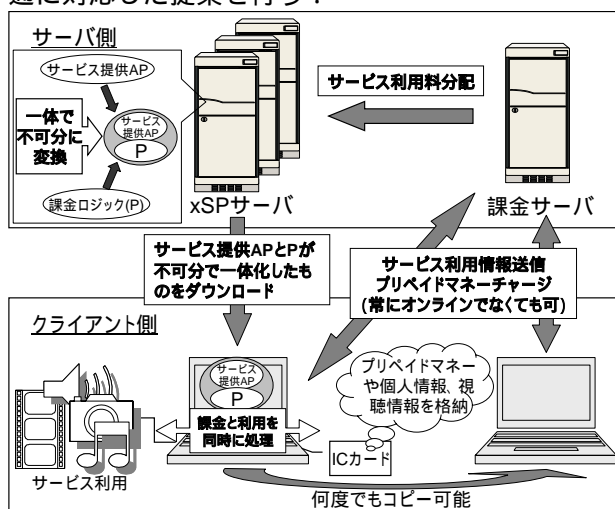 過に対応した提案を行う．
サーバ側
サービス提供AP
一体で
不可分に
変換
サービス
提供AP
P
課金ロジック(P)
xSPサーバ
サービス利用料分配
課金サーバ
サービス提供APとPが
不可分で一体化したも
のをダウンロード
サービス利用情報送信
プリペイドマネーチャージ
(常にオンラインでなくても可)
クライアント側
サービス
提供AP
P
課金と利用を
同時に処理
サービス利用
プリペイドマネー
や個人情報、視
聴情報を格納
ICカード
何度でもコピー可能